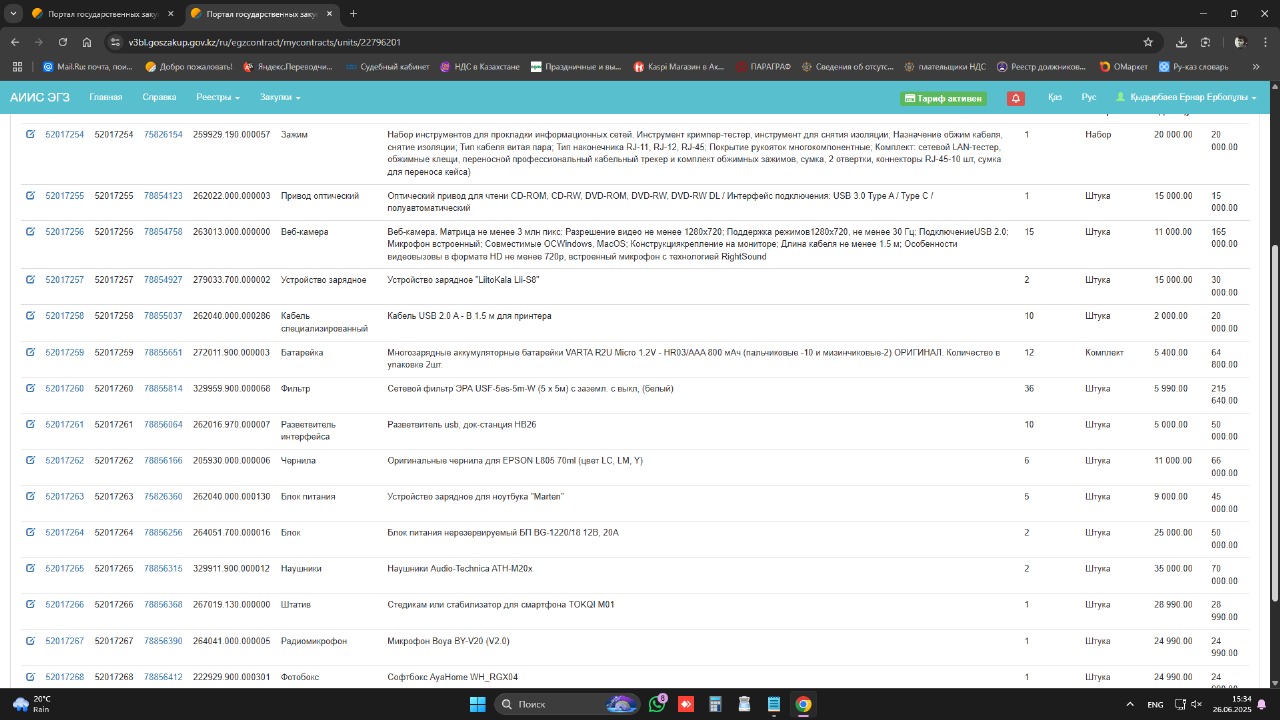 Портал государственных заку
Портал государственных заку
v3bl.goszakup.gov.kz/ru/egzcontract/mycontracts/units/22796201
Mail.Ru: почта, пои...
Добро пожаловать!
Яндекс.Переводчи...
Судебный кабинет
НДС в Казахстане
Праздничные и вы...
Kaspi Магазин в Ак...
ПАРАГРАФ
Сведения об отсутс...
плательщики НДС
Реестр должников...
ОМаркет
Ру-каз словарь
АИИС ЭГЗ
Главная
Справка
Реестры
Закупки
Тариф активен
Қаз
Рус
Қыдырбаев Ернар Ерболұлы
52017254 52017254 75826154 259929.190.000057 Зажим Набор инструментов для прокладки информационных сетей. Инструмент кримпер-тестер, инструмент для снятия изоляции; Назначение обжим кабеля, 1 Набор 20 000.00 20
снятие изоляции; Тип кабеля витая пара; Тип наконечника RJ-11, RJ-12, RJ-45; Покрытие рукояток многокомпонентные; Комплект: сетевой LAN-тестер, 000.00
обжимные клещи, переносной профессиональный кабельный трекер и комплект обжимных зажимов, сумка, 2 отвертки, коннекторы RJ-45-10 шт, сумка
для переноса кейса)
52017255 52017255 78854123 262022.000.000003 Привод оптический Оптический привод для чтени CD-ROM, CD-RW, DVD-ROM, DVD-RW, DVD-RW DL / Интерфейс подключения: USB 3.0 Type A / Type C / 1 Штука 15 000.00 15
полуавтоматический 000.00
52017256 52017256 78854758 263013.000.000000 Веб-камера Веб-камера. Матрица не менее 3 млн пикс; Разрешение видео не менее 1280x720; Поддержка режимов1280x720, не менее 30 Гц; ПодключениеUSB 2.0; 15 Штука 11 000.00 165
Микрофон встроенный: Совместимые ОСWindows, MacOS; Конструкциякрепление на мониторе; Длина кабеля не менее 1.5 м; Особенности 000.00
видеовызовы в формате HD не менее 720p, встроенный микрофон с технологией RightSound
52017257 52017257 78854927 279033.700.000002 Устройство зарядное Устройство зарядное "LiitoKala Lii-S8" 2 Штука 15 000.00 30
000.00
52017258 52017258 78855037 262040.000.000286 Кабель Кабель USB 2.0 A - B 1.5 м для принтера 10 Штука 2 000.00 20
специализированный 000.00
52017259 52017259 78855651 272011.900.000003 Батарейка Многозарядные аккумуляторные батарейки VARTA R2U Micro 1.2V - HR03/AAA 800 мАч (пальчиковые -10 и мизинчиковые-2) ОРИГИНАЛ. Количество в 12 Комплект 5 400.00 64
упаковке 2шт. 800.00
52017260 52017260 78855814 329959.900.000068 Фильтр Сетевой фильтр ЭРА USF-5es-5m-W (5 x 5м) с заземл. с выкл, (белый) 36 Штука 5 990.00 215
640.00
52017261 52017261 78856064 262016.970.000007 Разветвитель Разветвитель usb, док-станция HB26 10 Штука 5 000.00 50
интерфейса 000.00
52017262 52017262 78856166 205930.000.000006 Чернила Оригинальные чернила для EPSON L805 70ml (цвет LC, LM, Y) 6 Штука 11 000.00 66
000.00
52017263 52017263 75826360 262040.000.000130 Блок питания Устройство зарядное для ноутбука "Marten" 5 Штука 9 000.00 45
000.00
52017264 52017264 78856256 264051.700.000016 Блок Блок питания нерезервируемый БП BG-1220/18 12В, 20А 2 Штука 25 000.00 50
000.00
52017265 52017265 78856315 329911.900.000012 Наушники Наушники Audio-Technica ATH-M20x 2 Штука 35 000.00 70
000.00
52017266 52017266 78856368 267019.130.000000 Штатив Стедикам или стабилизатор для смартфона TOKQI M01 1 Штука 28 990.00 28
990.00
52017267 52017267 78856390 264041.000.000005 Радиомикрофон Микрофон Boya BY-V20 (V2.0) 1 Штука 24 990.00 24
990.00
52017268 52017268 78856412 222929.900.000301 Фотобокс Софтбокс AyaHome WH_RGX04 1 Штука 24 990.00 24
20°C
Rain
Поиск
8
ENG
15:34
26.06.2025